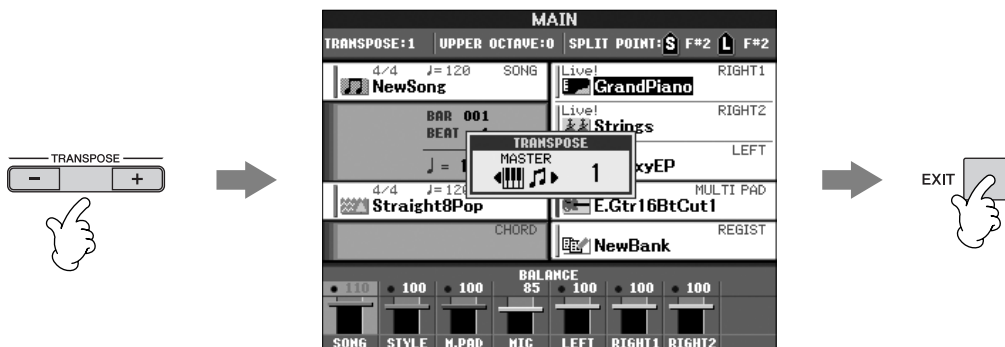 MAIN
TRANSPOSE:1 UPPER OCTAVE:0 SPLIT POINT: S F#2 L F#2
4/4 ♩=120 SONG
NewSong
Live! RIGHT1
GrandPiano
BAR 001
BEAT
Live! RIGHT2
Strings
TRANSPOSE
MASTER
1
LEFT
xyEP
TRANSPOSE
- +
EXIT
4/4 ♩=12
Straight8Pop
MULTI PAD
E.Gtr16BtCut1
CHORD
REGIST
NewBank
BALANCE
110 100 100 85 100 100 100
SONG STYLE M.PAD MIC LEFT RIGHT1 RIGHT2